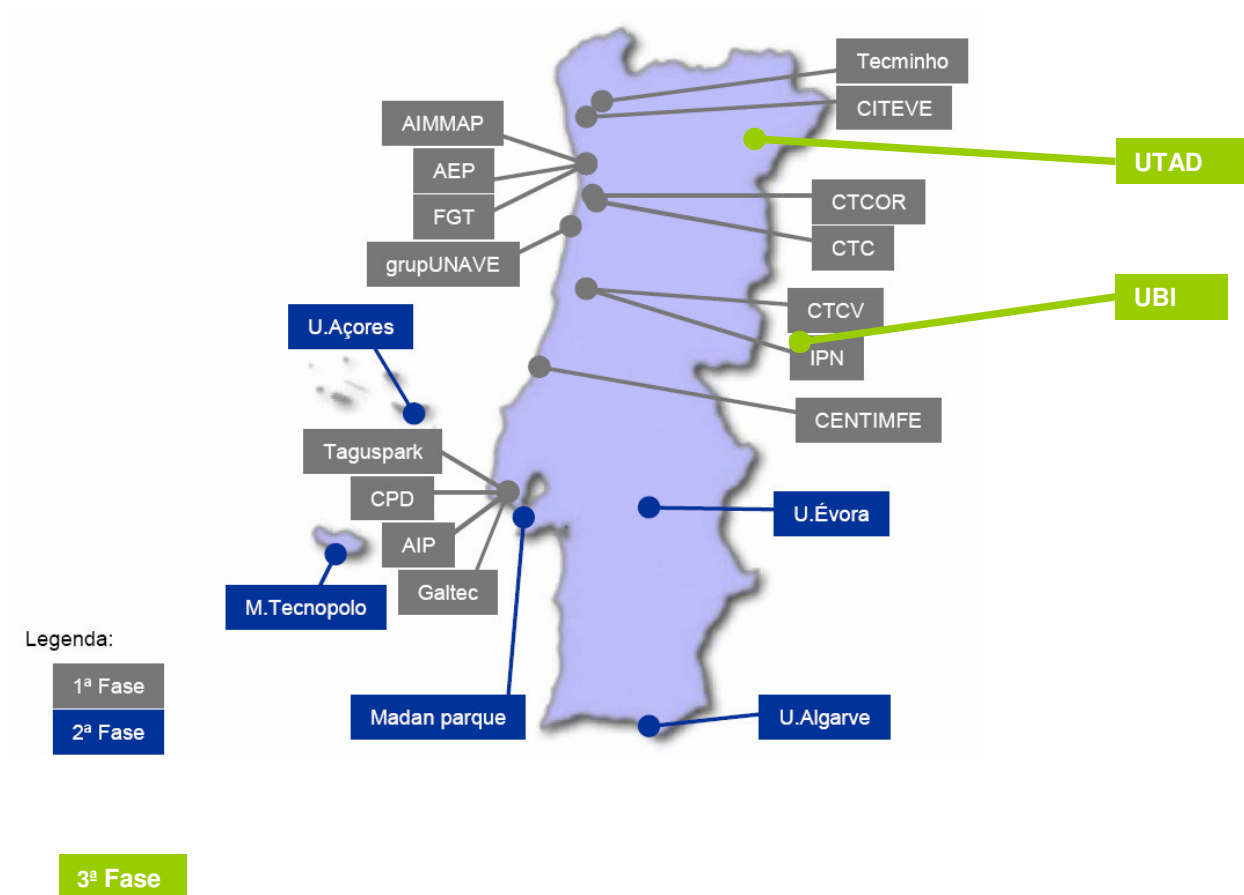 Tecminho
CITEVE
AIMMAP
UTAD
AEP
CTCOR
FGT
CTC
grupUNAVE
UBI
CTCV
U.Açores
IPN
CENTIMFE
Taguspark
CPD
U.Évora
AIP
Galtec
M.Tecnopolo
Legenda:
1ª Fase
Madan parque
U.Algarve
2ª Fase
3ª Fase